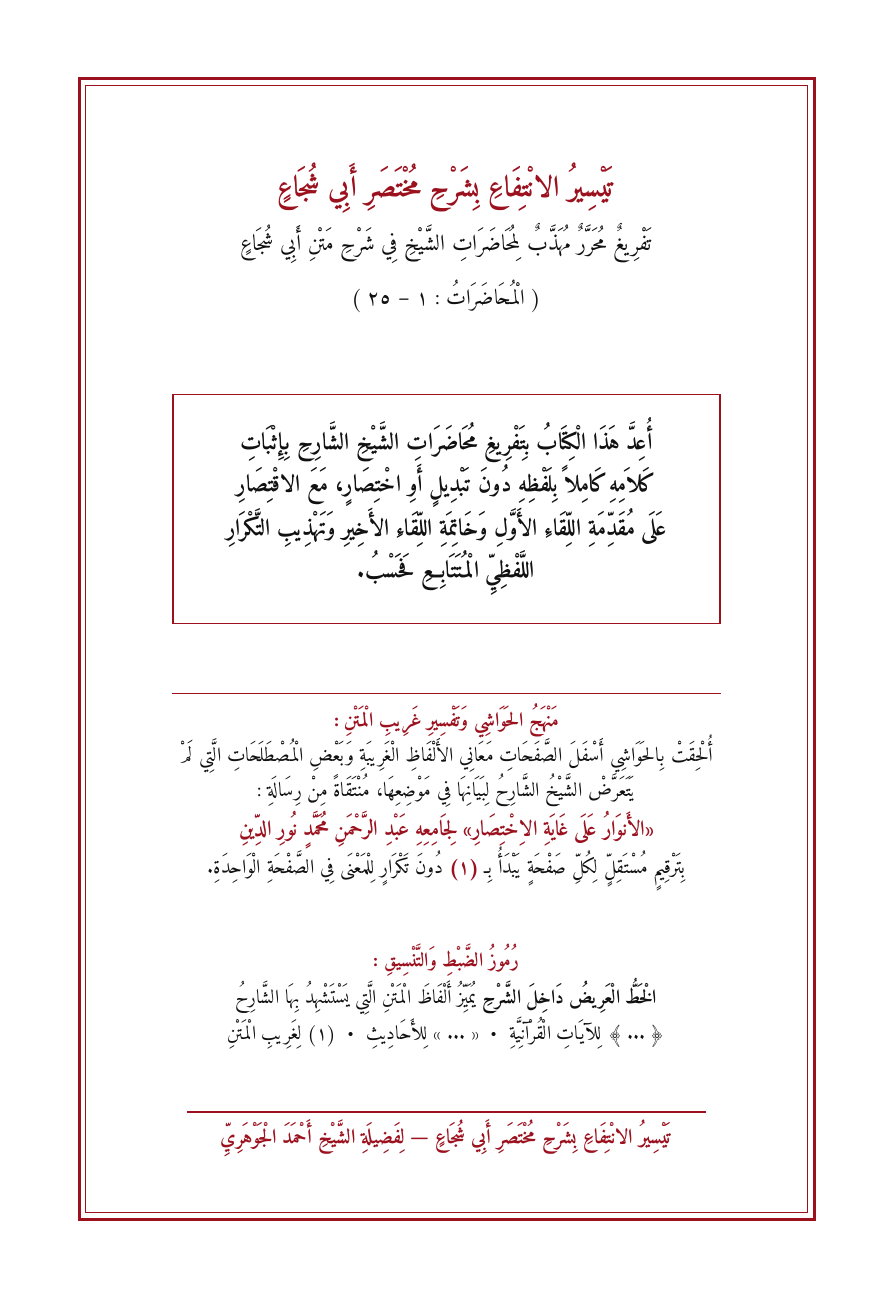 تَيْسِيرُ الانْتِفَاعِ بِشَرْحِ مُخْتَصَرِ أَبِي شُجَاعٍ
تَفْرِيغٌ مُحَرَّرٌ مُهَذَّبٌ لِمُحَاضَرَاتِ الشَّيْخِ فِي شَرْحِ مَتْنِ أَبِي شُجَاعٍ
( الْمُحَاضَرَاتُ : ١ - ٢٥ )
أُعِدَّ هَذَا الْكِتَابُ بِتَفْرِيغِ مُحَاضَرَاتِ الشَّيْخِ الشَّارِحِ بِإِثْبَاتِ
كَلَامِهِ كَامِلاً بِلَفْظِهِ دُونَ تَبْدِيلٍ أَوِ اخْتِصَارٍ، مَعَ الاقْتِصَارِ
عَلَى مُقَدِّمَةِ اللِّقَاءِ الأَوَّلِ وَخَاتِمَةِ اللِّقَاءِ الأَخِيرِ وَتَهْذِيبِ التَّكْرَارِ
اللَّفْظِيِّ الْمُتَتَابِعِ فَحَسْبُ.
مَنْهَجُ الحَوَاشِي وَتَفْسِيرِ غَرِيبِ الْمَتْنِ :
أُلْحِقَتْ بِالحَوَاشِي أَسْفَلَ الصَّفَحَاتِ مَعَانِي الأَلْفَاظِ الْغَرِيبَةِ وَبَعْضِ الْمُصْطَلَحَاتِ الَّتِي لَمْ
يَتَعَرَّضْ الشَّيْخُ الشَّارِحُ لِبَيَانِهَا فِي مَوْضِعِهَا، مُنْتَقَاةً مِنْ رِسَالَةِ :
«الأَنوَارُ عَلَى غَايَةِ الاِخْتِصَارِ» لِجَامِعِهِ عَبْدِ الرَّحْمَنِ مُحَمَّدٍ نُورِ الدِّينِ
بِتَرْقِيمٍ مُسْتَقِلٍّ لِكُلِّ صَفْحَةٍ يَبْدَأُ بِـ (١) دُونَ تَكْرَارٍ لِلْمَعْنَى فِي الصَّفْحَةِ الْوَاحِدَةِ.
رُمُوزُ الضَّبْطِ وَالتَّنْسِيقِ :
الْخَطُّ الْعَرِيضُ دَاخِلَ الشَّرْحِ يُمَيِّزُ أَلْفَاظَ الْمَتْنِ الَّتِي يَسْتَشْهِدُ بِهَا الشَّارِحُ
﴿ ... ﴾ لِلآيَاتِ الْقُرْآنِيَّةِ • « ... » لِلأَحَادِيثِ • (١) لِغَرِيبِ الْمَتْنِ
تَيْسِيرُ الانْتِفَاعِ بِشَرْحِ مُخْتَصَرِ أَبِي شُجَاعٍ — لِفَضِيلَةِ الشَّيْخِ أَحْمَدَ الْجَوْهَرِيِّ